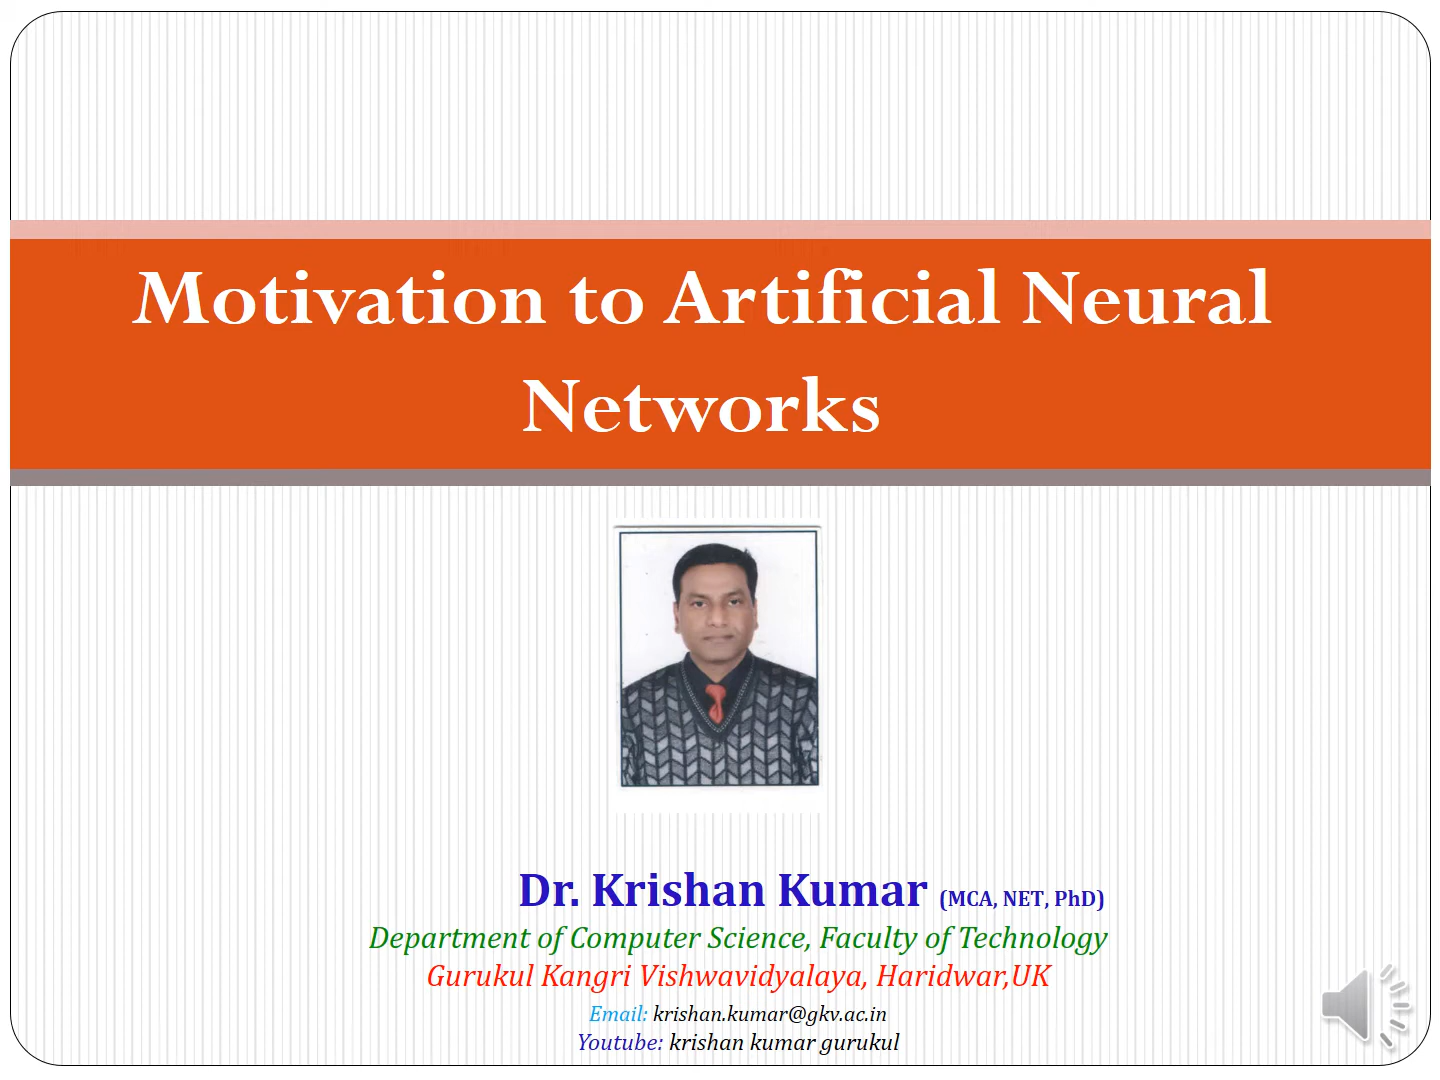 Motivation to Artificial Neural
Networks
Dr. Krishan Kumar (MCA, NET, PhD)
Department of Computer Science, Faculty of Technology
Gurukul Kangri Vishwavidyalaya, Haridwar,UK
Email: krishan.kumar@gkv.ac.in
Youtube: krishan kumar gurukul